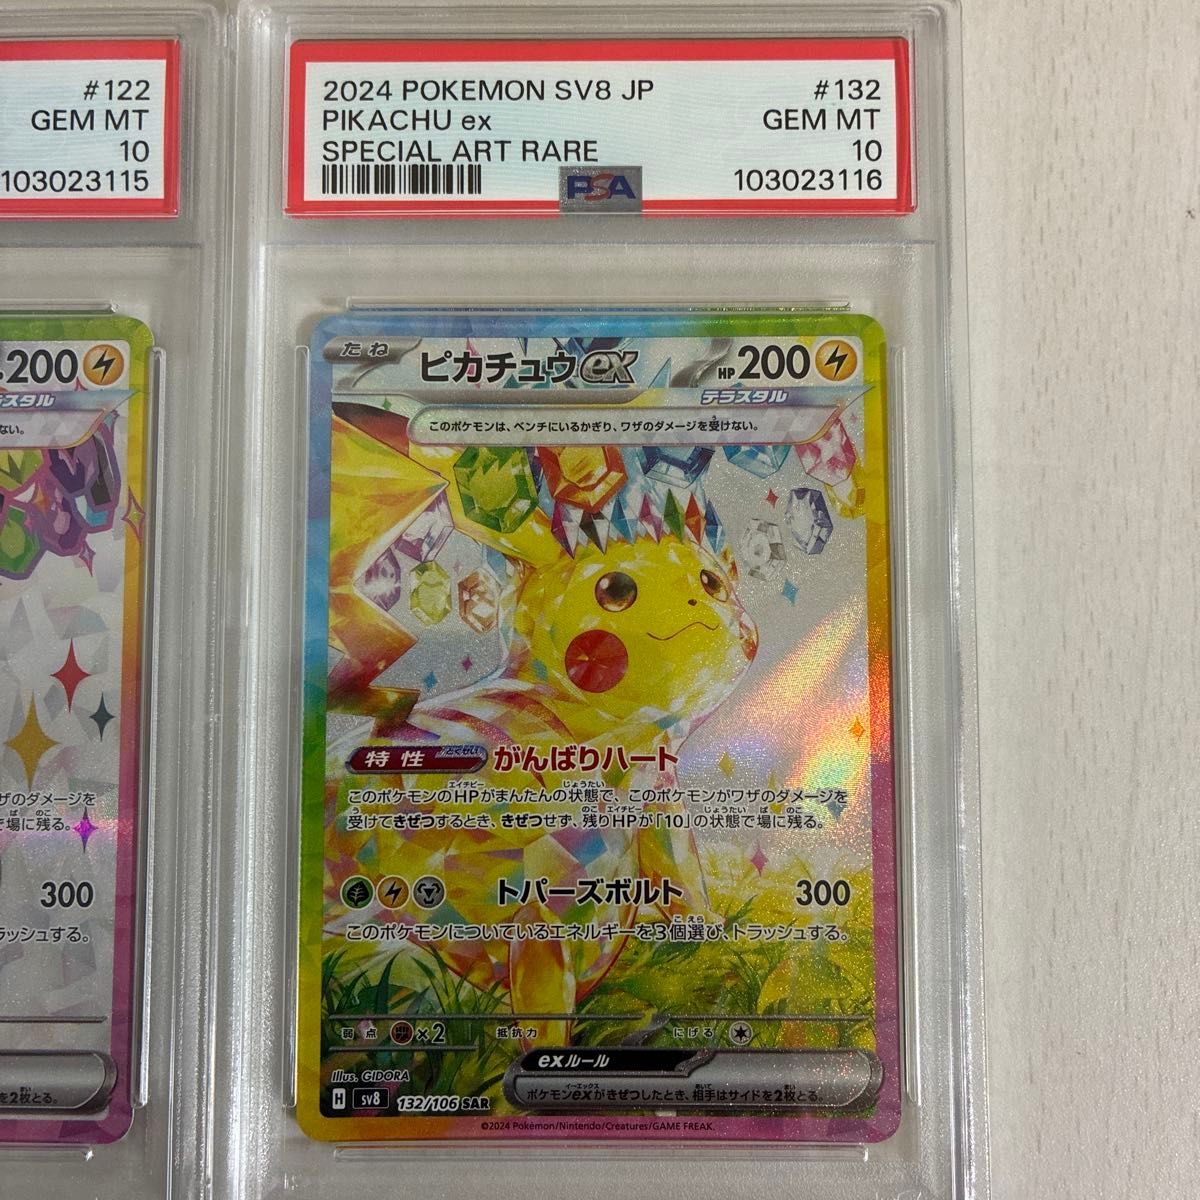 #122
GEM MT
10
103023115
200
テラスタル
ない。
ザのダメージを
で場に残る。
300
ラッシュする。
を2枚とる。
2024 POKEMON SV8 JP #132
PIKACHU ex GEM MT
SPECIAL ART RARE 10
PSA 103023116
たね ピカチュウex HP200
テラスタル
このポケモンは、ベンチにいるかぎり、ワザのダメージを受けない。
特性 がんばりハート
このポケモンのHPがまんたんの状態で、このポケモンがワザのダメージを
受けてきぜつするとき、きぜつせず、残りHPが「10」の状態で場に残る。
トパーズボルト 300
このポケモンについているエネルギーを3個選び、トラッシュする。
弱点 ×2 抵抗力 にげる
exルール
Illus. GIDORA
ポケモンexがきぜつしたとき、相手はサイドを2枚とる。
H sv8 132/106 SAR
©2024 Pokémon/Nintendo/Creatures/GAME FREAK.